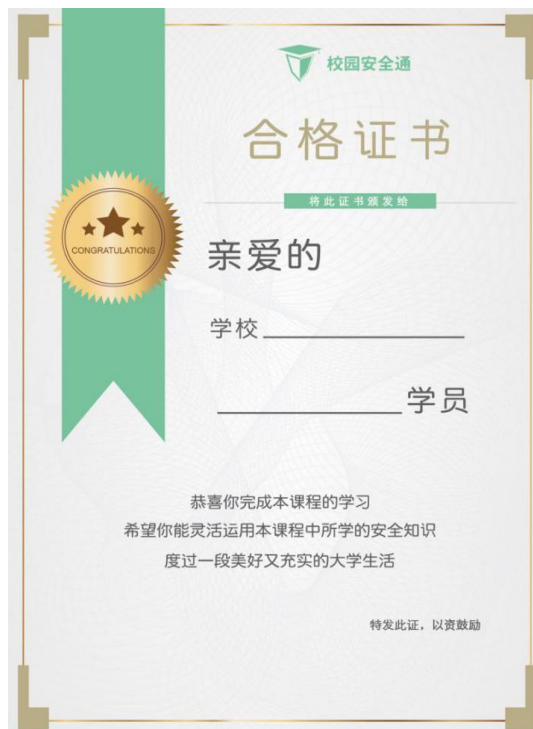 校园安全通
合格证书
将此证书颁发给
CONGRATULATIONS
亲爱的
学校
学员
恭喜你完成本课程的学习
希望你能灵活运用本课程中所学的安全知识
度过一段美好又充实的大学生活
特发此证，以资鼓励